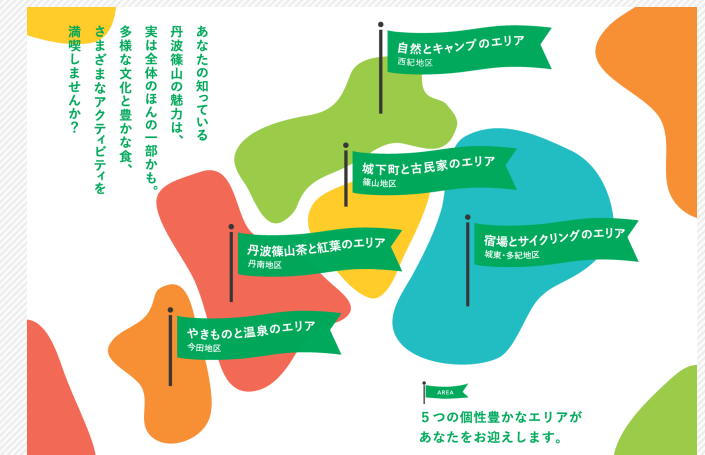 あなたの知っている
丹波篠山の魅力は、
実は全体のほんの一部かも。
多様な文化と豊かな食、
さまざまなアクティビティを
満喫しませんか？
自然とキャンプのエリア
西紀地区
城下町と古民家のエリア
篠山地区
宿場とサイクリングのエリア
城東・多紀地区
丹波篠山茶と紅葉のエリア
丹南地区
やきものと温泉のエリア
今田地区
AREA
5つの個性豊かなエリアが
あなたをお迎えします。